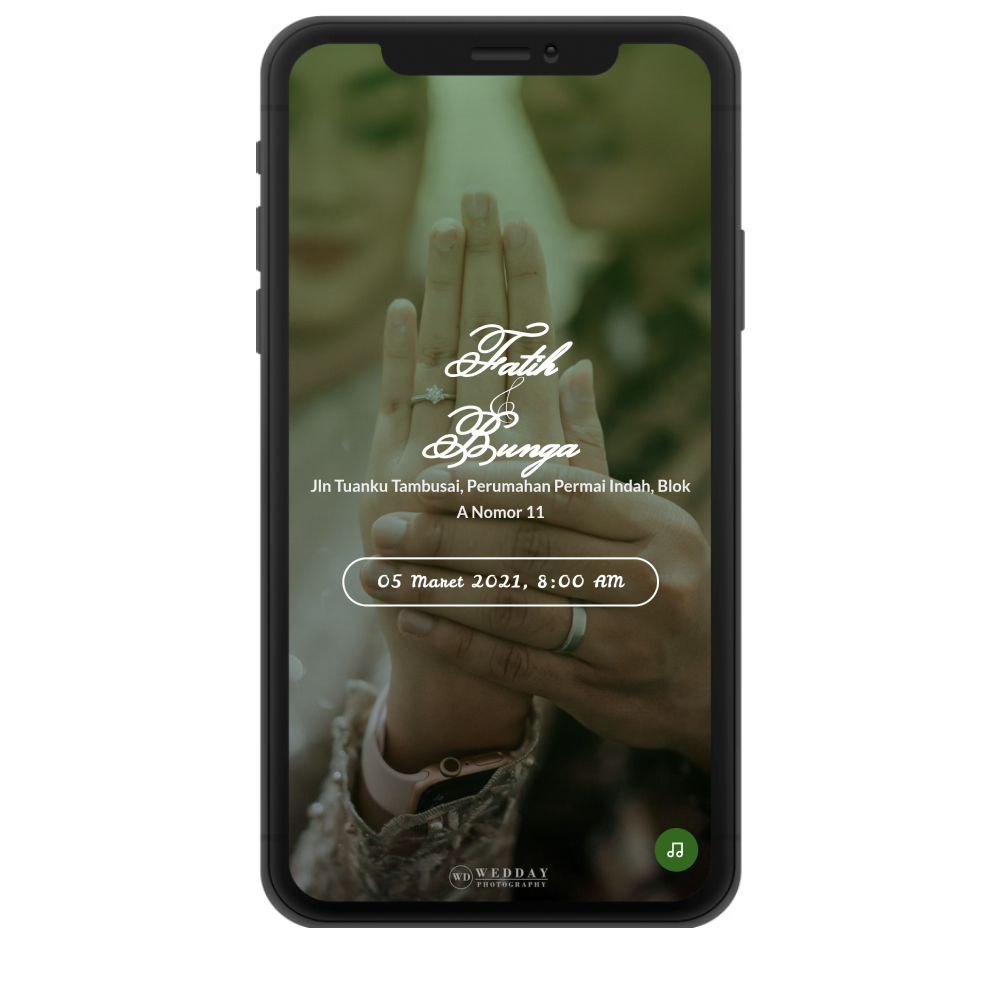 Fatih
&
Bunga
Jln Tuanku Tambusai, Perumahan Permai Indah, Blok
A Nomor 11
05 Maret 2021, 8:00 AM
WD WEDDAY
PHOTOGRAPHY